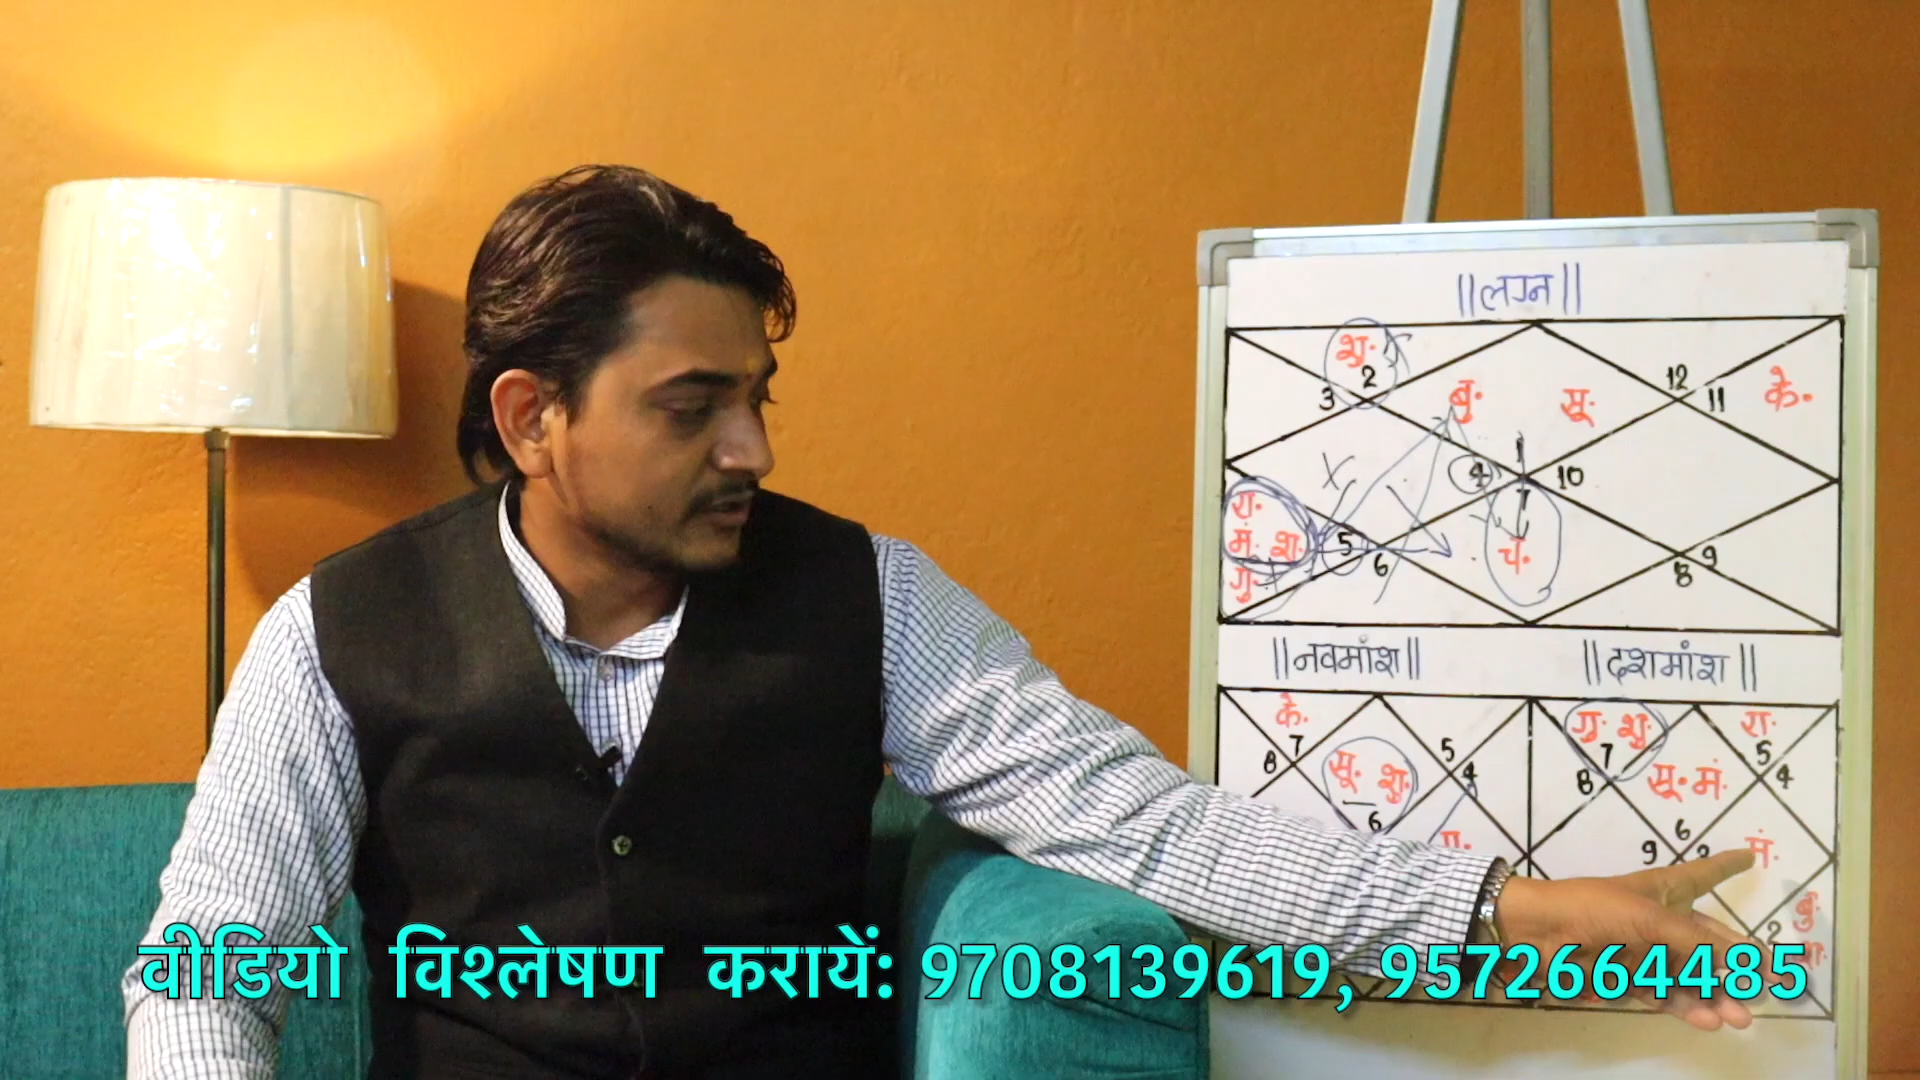 ||लग्न||
शु.
2
3
बु.
सू.
12
11
के.
1
4
10
7
चं.
रा.
मं. श.
गु.
5
6
9
8
||नवमांश||
||दशमांश||
के.
7
8
सू. शु.
6
5
4
गु. शु.
7
8
सू. मं.
रा.
5
4
6
9
3
मं.
बु.
2
वीडियो विश्लेषण करायें: 9708139619, 9572664485